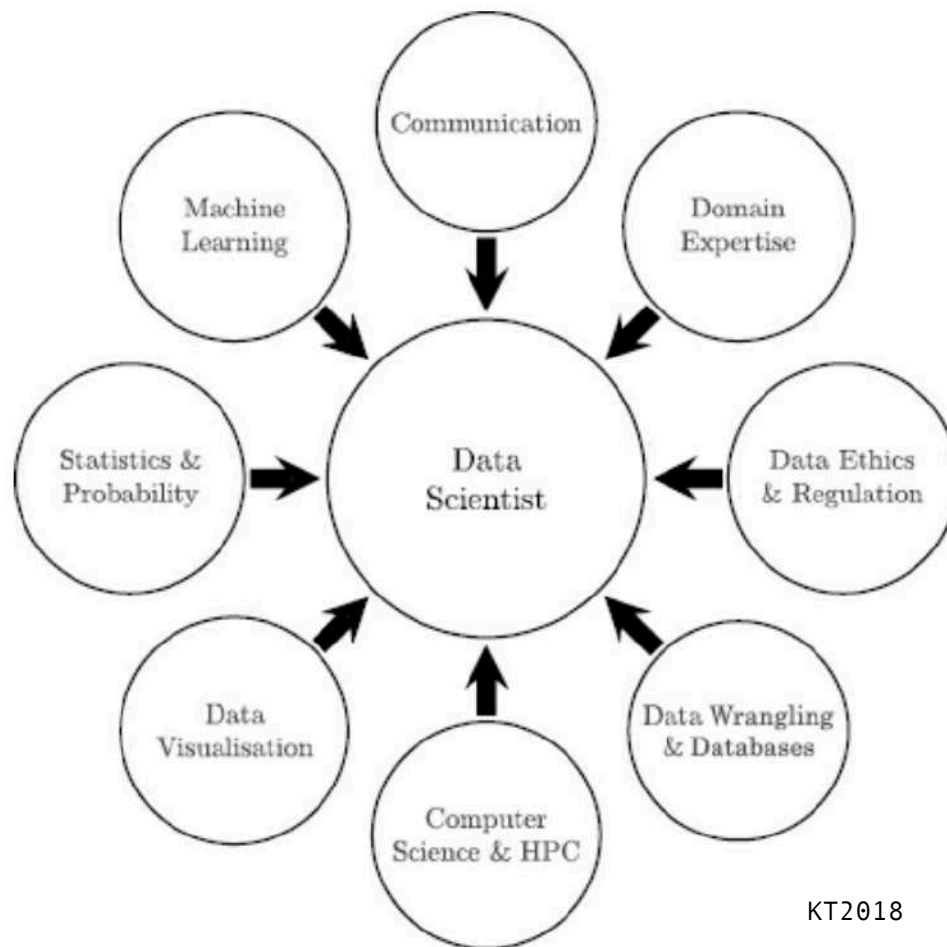 Communication
Machine
Learning
Domain
Expertise
Statistics &
Probability
Data
Scientist
Data Ethics
& Regulation
Data
Visualisation
Data Wrangling
& Databases
Computer
Science & HPC
KT2018